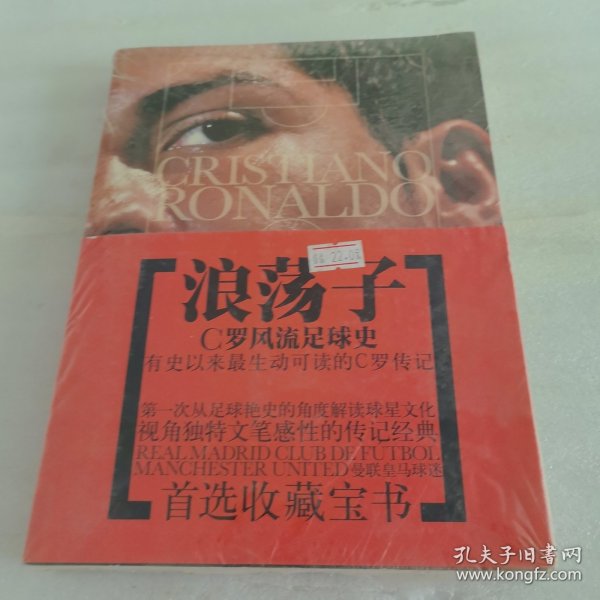 CRISTIANO
RONALDO
浪荡子
C罗风流足球史
有史以来最生动可读的C罗传记
第一次从足球艳史的角度解读球星文化
视角独特文笔感性的传记经典
REAL MADRID CLUB DE FUTBOL
MANCHESTER UNITED曼联皇马球迷
首选收藏宝书
孔夫子旧书网
www.kongfz.com